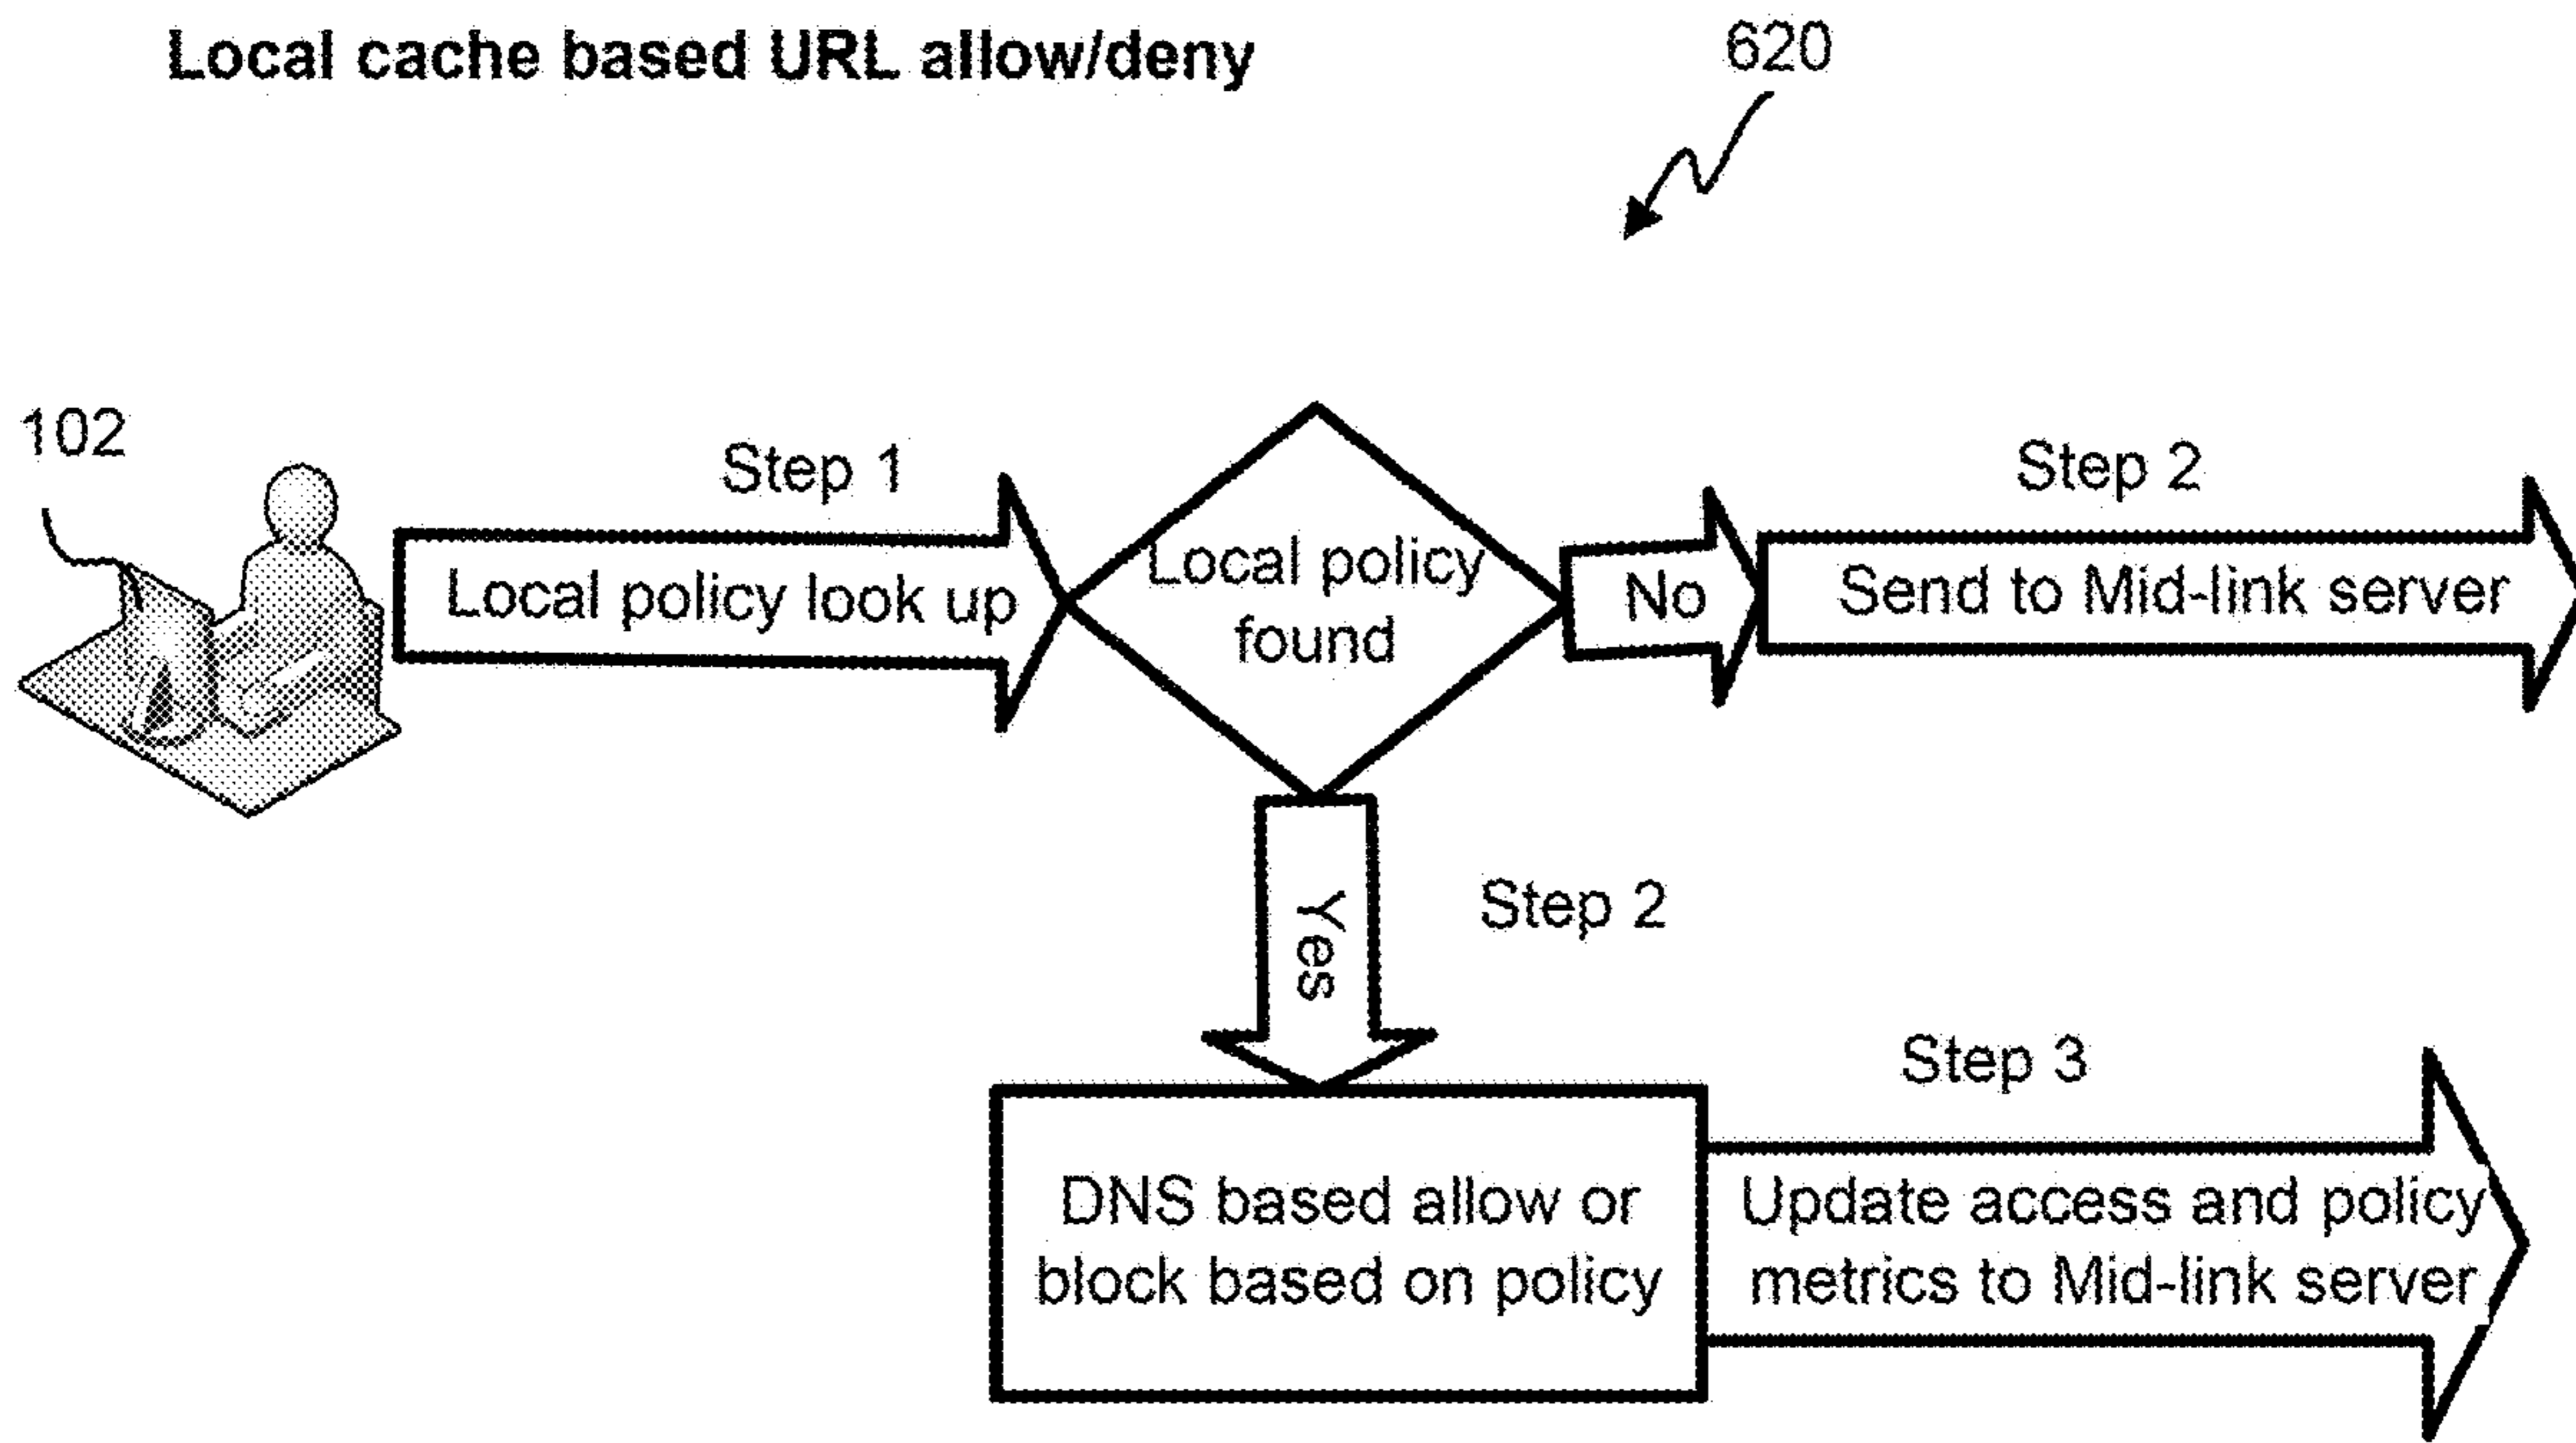 Local cache based URL allow/deny
620
102
Step 1
Local policy look up
Local policy
found
No
Step 2
Send to Mid-link server
Yes
Step 2
DNS based allow or
block based on policy
Step 3
Update access and policy
metrics to Mid-link server